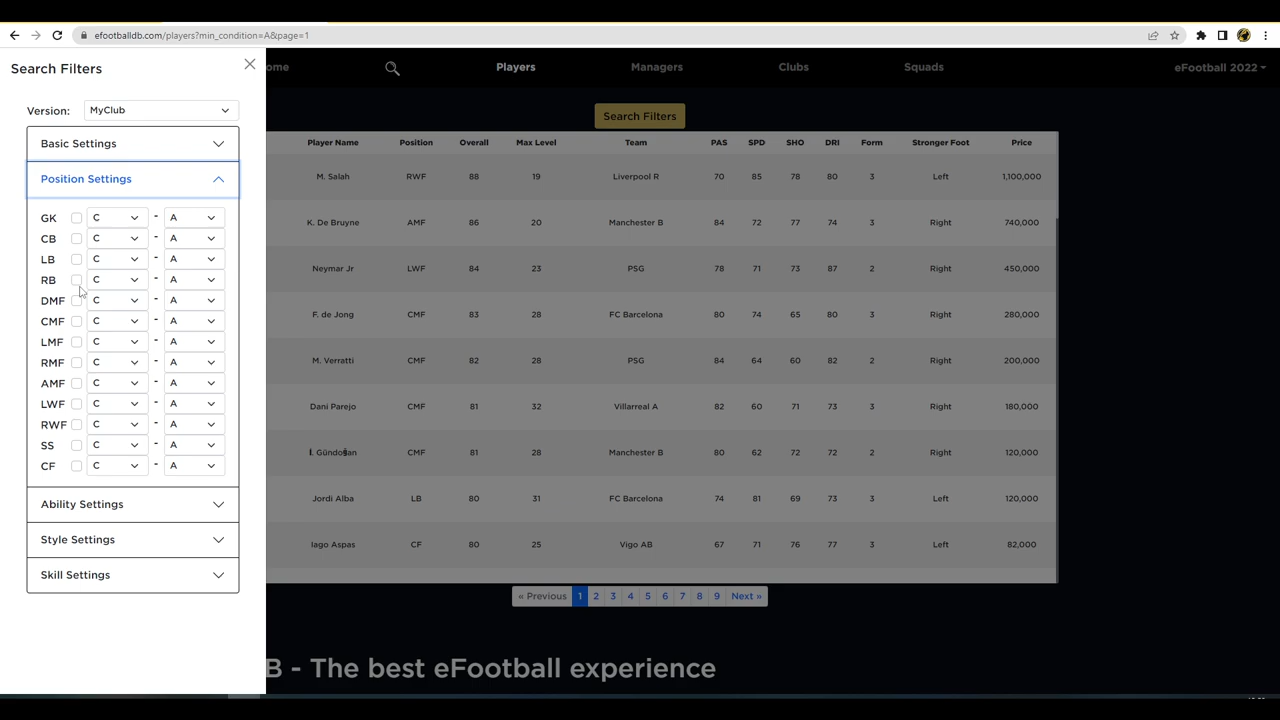 efootballdb.com/players?min_condition=A&page=1
Search Filters
Version: MyClub
Basic Settings
Position Settings
GK C - A
CB C - A
LB C - A
RB C - A
DMF C - A
CMF C - A
LMF C - A
RMF C - A
AMF C - A
LWF C - A
RWF C - A
SS C - A
CF C - A
Ability Settings
Style Settings
Skill Settings
ome Players Managers Clubs Squads eFootball 2022
Search Filters
Player Name Position Overall Max Level Team PAS SPD SHO DRI Form Stronger Foot Price
M. Salah RWF 88 19 Liverpool R 70 85 78 80 3 Left 1,100,000
K. De Bruyne AMF 86 20 Manchester B 84 72 77 74 3 Right 740,000
Neymar Jr LWF 84 23 PSG 78 71 73 87 2 Right 450,000
F. de Jong CMF 83 28 FC Barcelona 80 74 65 80 3 Right 280,000
M. Verratti CMF 82 28 PSG 84 64 60 82 2 Right 200,000
Dani Parejo CMF 81 32 Villarreal A 82 60 71 73 3 Right 180,000
İ. Gündoğan CMF 81 28 Manchester B 80 62 72 72 2 Right 120,000
Jordi Alba LB 80 31 FC Barcelona 74 81 69 73 3 Left 120,000
Iago Aspas CF 80 25 Vigo AB 67 71 76 77 3 Left 82,000
« Previous 1 2 3 4 5 6 7 8 9 Next »
B - The best eFootball experience